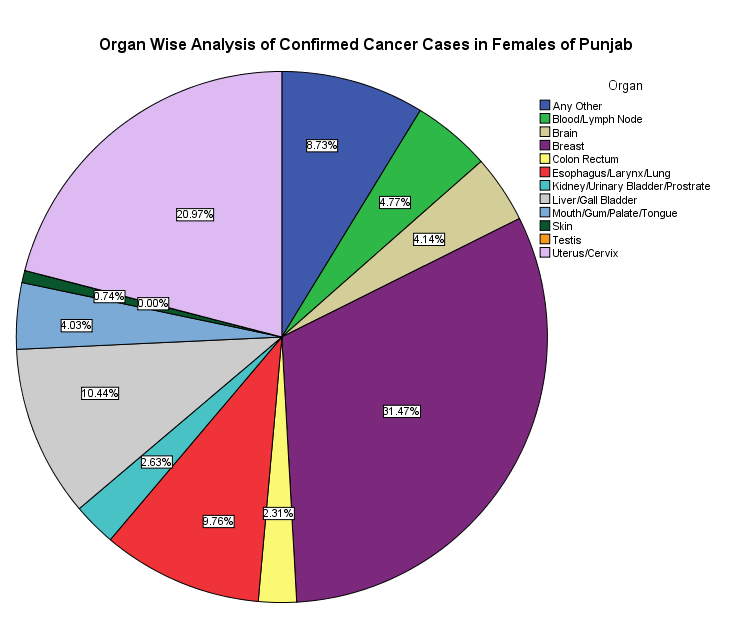 Organ Wise Analysis of Confirmed Cancer Cases in Females of Punjab
Organ
Any Other
Blood/Lymph Node
Brain
Breast
Colon Rectum
Esophagus/Larynx/Lung
Kidney/Urinary Bladder/Prostrate
Liver/Gall Bladder
Mouth/Gum/Palate/Tongue
Skin
Testis
Uterus/Cervix
8.73%
4.77%
4.14%
31.47%
2.31%
9.76%
2.63%
10.44%
4.03%
0.74%
0.00%
20.97%